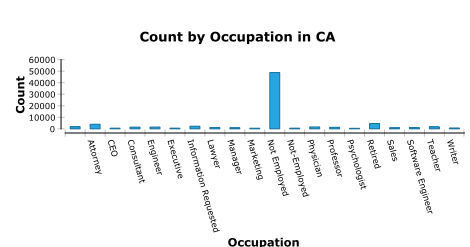 Count by Occupation in CA
Count
60000
50000
40000
30000
20000
10000
0
Attorney
CEO
Consultant
Engineer
Executive
Information Requested
Lawyer
Manager
Marketing
Not Employed
Not-Employed
Physician
Professor
Psychologist
Retired
Sales
Software Engineer
Teacher
Writer
Occupation